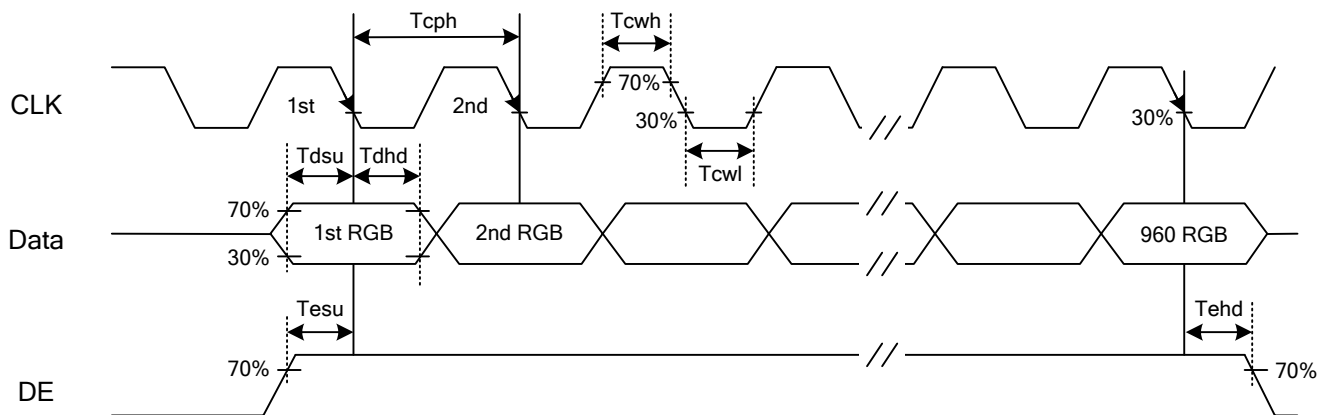 Tcph
Tcwh
CLK
1st
2nd
70%
30%
30%
Tdsu
Tdhd
Tcwl
70%
Data
1st RGB
2nd RGB
960 RGB
30%
Tesu
Tehd
70%
70%
DE